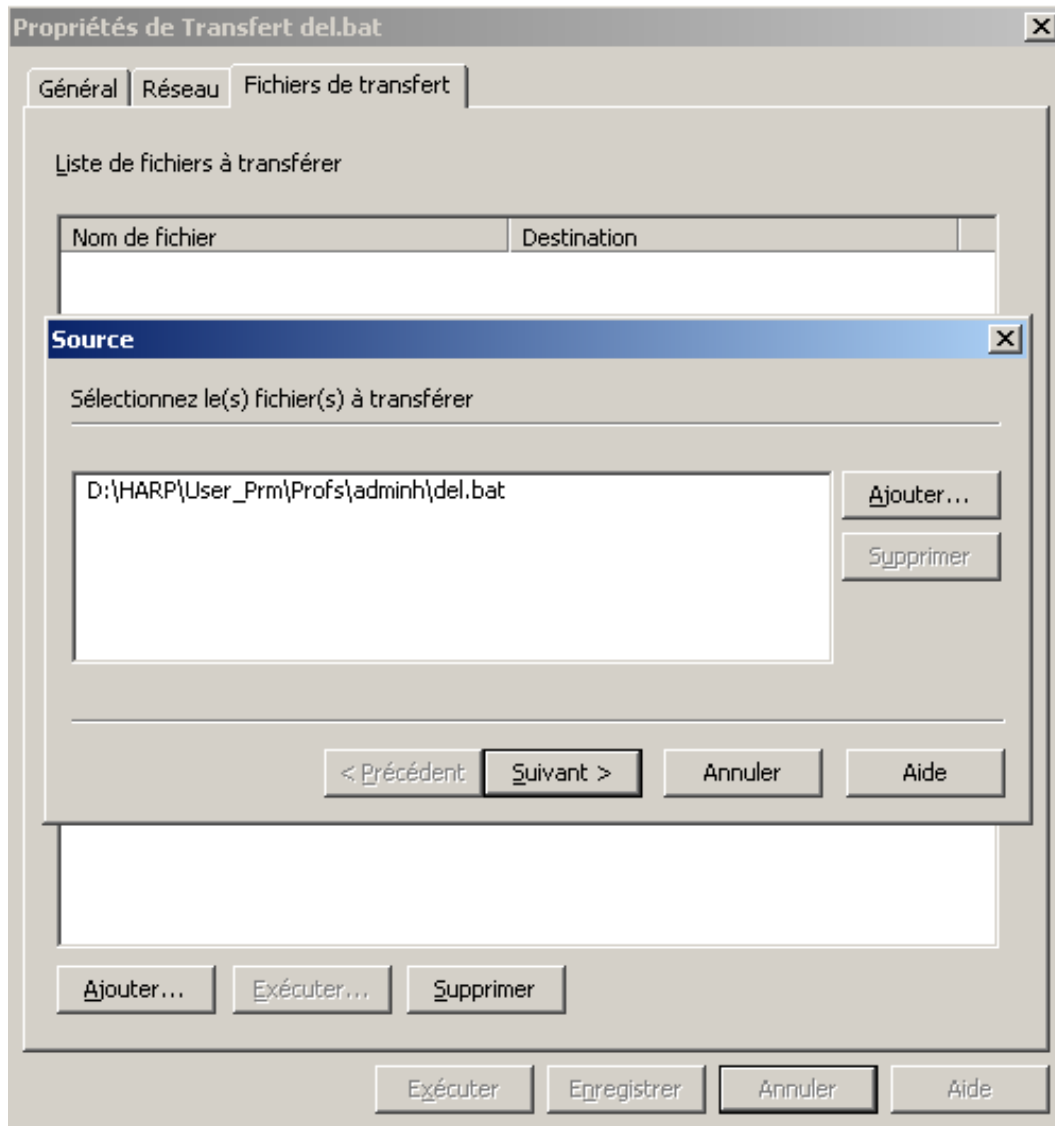 Propriétés de Transfert del.bat
Général Réseau Fichiers de transfert
Liste de fichiers à transférer
Nom de fichier Destination
Source
Sélectionnez le(s) fichier(s) à transférer
D:\HARP\User_Prm\Profs\adminh\del.bat
Ajouter...
Supprimer
< Précédent Suivant > Annuler Aide
Ajouter... Exécuter... Supprimer
Exécuter Enregistrer Annuler Aide